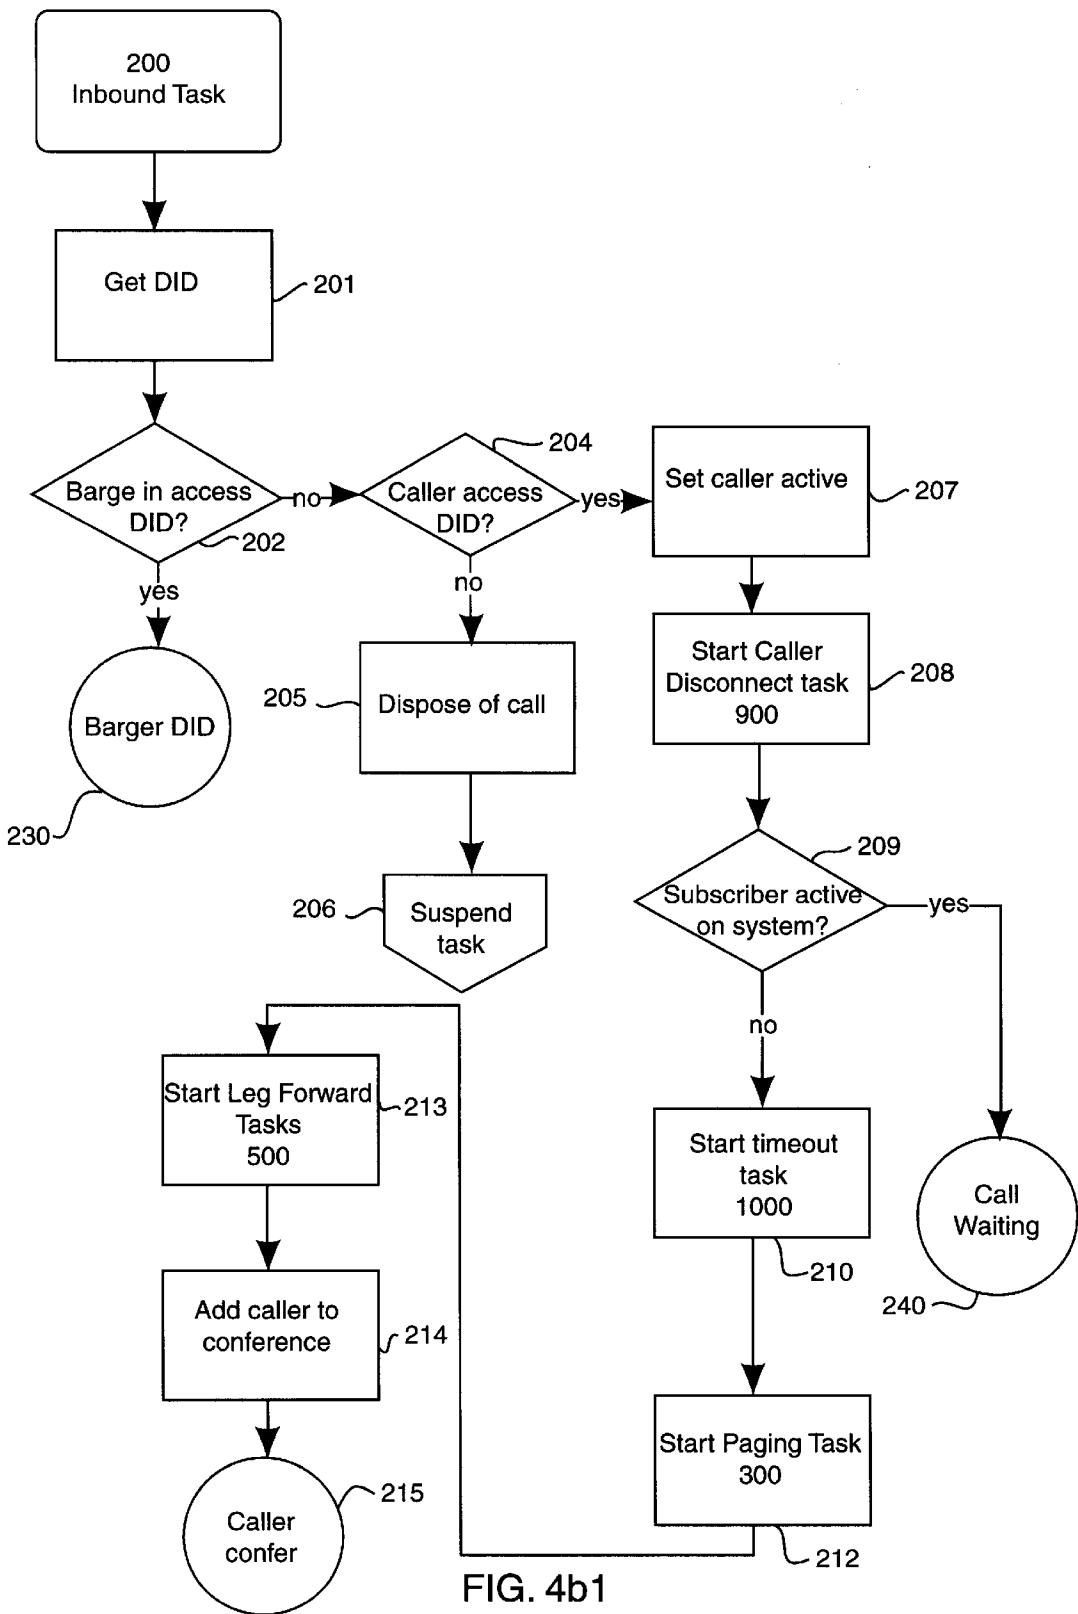 200
Inbound Task
Get DID
201
Barge in access
DID?
202
no
yes
Barger DID
230
204
Caller access
DID?
yes
no
205
Dispose of call
206
Suspend
task
Set caller active
207
Start Caller
Disconnect task
900
208
209
Subscriber active
on system?
yes
no
Start timeout
task
1000
210
Call
Waiting
240
Start Paging Task
300
212
Start Leg Forward
Tasks
500
213
Add caller to
conference
214
Caller
confer
215
FIG. 4b1